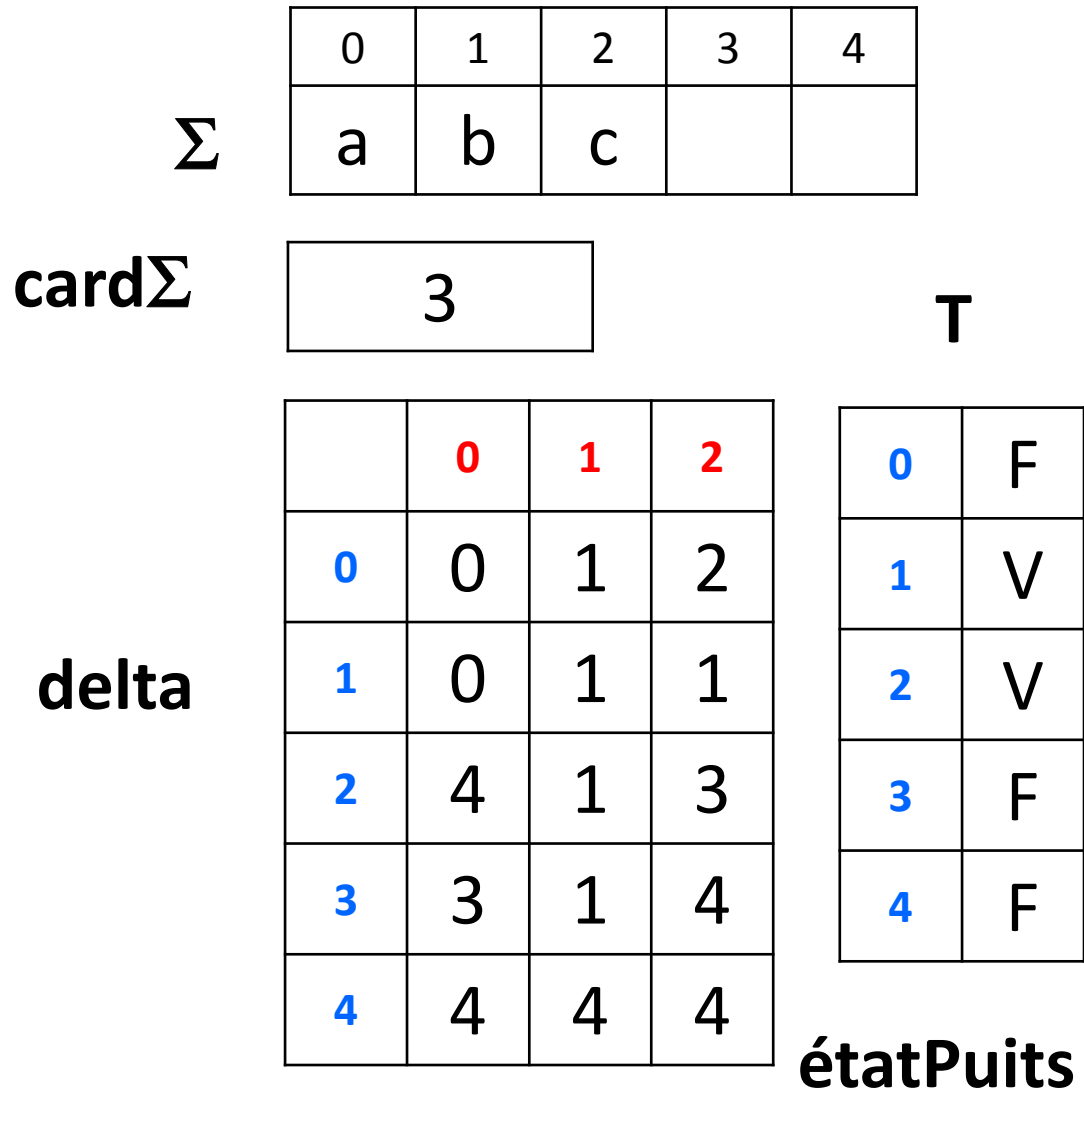 0 1 2 3 4
Σ a b c
cardΣ 3
T
0 1 2
0 0 1 2
1 0 1 1
2 4 1 3
3 3 1 4
4 4 4 4
delta
0 F
1 V
2 V
3 F
4 F
étatPuits